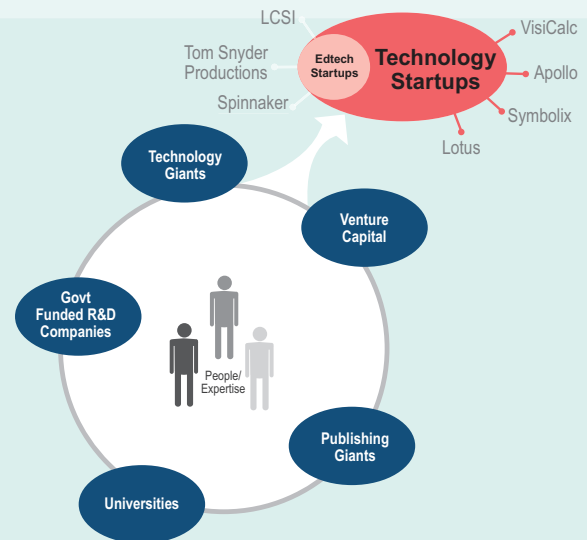 LCSI
VisiCalc
Tom Snyder
Productions
Edtech
Startups
Technology
Startups
Apollo
Spinnaker
Symbolix
Lotus
Technology
Giants
Venture
Capital
Govt
Funded R&D
Companies
People/
Expertise
Publishing
Giants
Universities